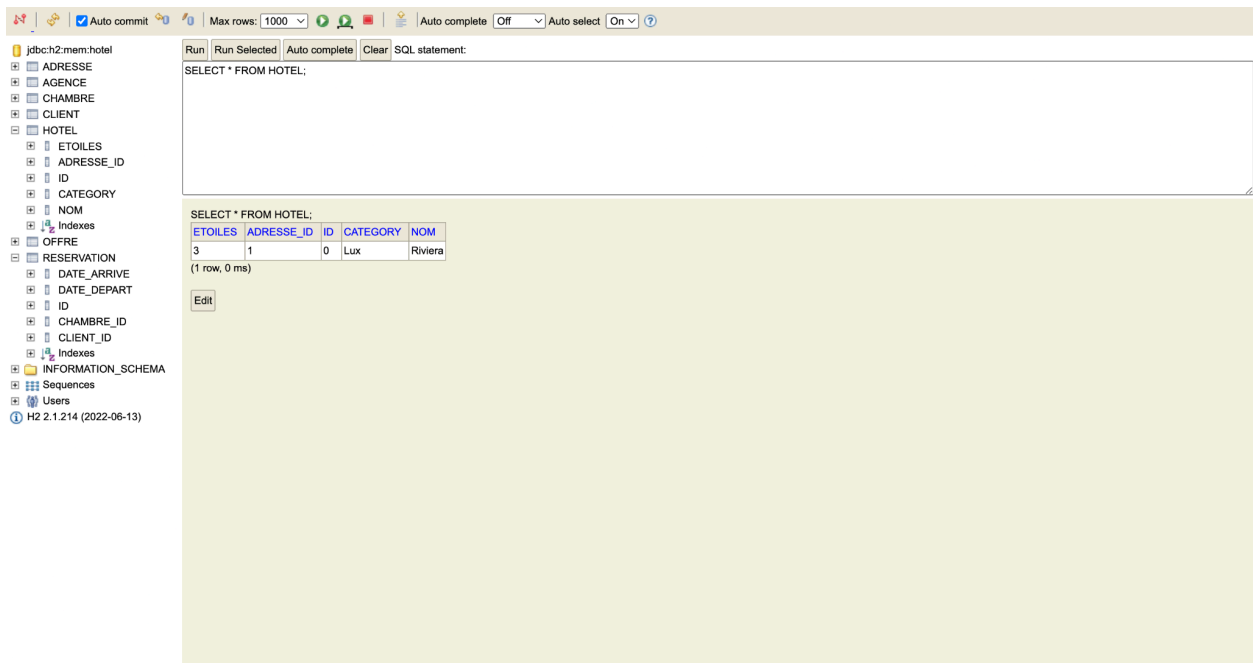 Auto commit Max rows: 1000 Auto complete Off Auto select On
jdbc:h2:mem:hotel
ADRESSE
AGENCE
CHAMBRE
CLIENT
HOTEL
ETOILES
ADRESSE_ID
ID
CATEGORY
NOM
Indexes
OFFRE
RESERVATION
DATE_ARRIVE
DATE_DEPART
ID
CHAMBRE_ID
CLIENT_ID
Indexes
INFORMATION_SCHEMA
Sequences
Users
H2 2.1.214 (2022-06-13)
Run Run Selected Auto complete Clear SQL statement:
SELECT * FROM HOTEL;
SELECT * FROM HOTEL;
ETOILES ADRESSE_ID ID CATEGORY NOM
3 1 0 Lux Riviera
(1 row, 0 ms)
Edit